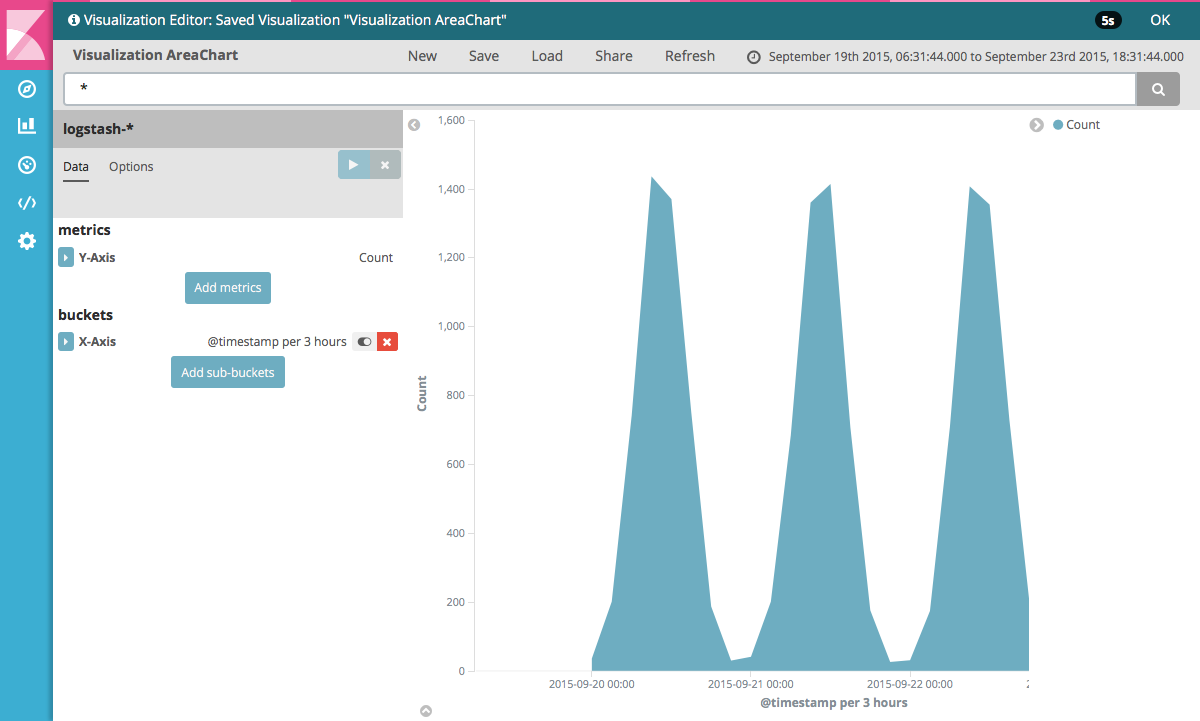 Visualization Editor: Saved Visualization "Visualization AreaChart" 5s OK
Visualization AreaChart New Save Load Share Refresh September 19th 2015, 06:31:44.000 to September 23rd 2015, 18:31:44.000
*
logstash-*
Data Options
metrics
Y-Axis Count
Add metrics
buckets
X-Axis @timestamp per 3 hours
Add sub-buckets
Count
1,600
1,400
1,200
1,000
800
600
400
200
0
Count
2015-09-20 00:00 2015-09-21 00:00 2015-09-22 00:00
@timestamp per 3 hours